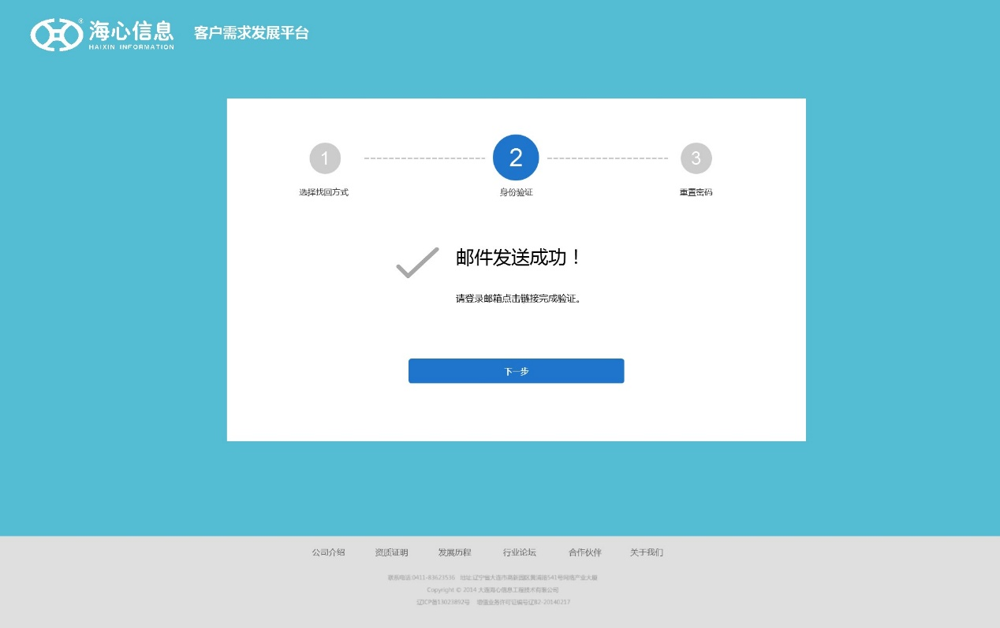 海心信息 ®
HAIXIN INFORMATION
客户需求发展平台
1
2
3
选择找回方式
身份验证
重置密码
邮件发送成功！
请登录邮箱点击链接完成验证。
下一步
公司介绍 资质证明 发展历程 行业论坛 合作伙伴 关于我们
联系电话:0411-83623536 地址:辽宁省大连市高新园区黄浦路541号网络产业大厦
Copyright © 2014 大连海心信息工程技术有限公司
辽ICP备13023892号 增值业务许可证编号辽B2-20140217